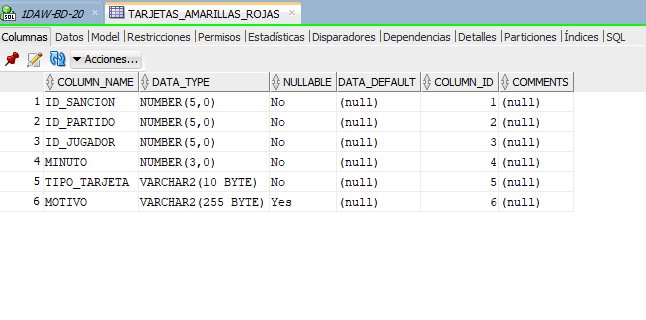 1DAW-BD-20 × TARJETAS_AMARILLAS_ROJAS ×
Columnas Datos Model Restricciones Permisos Estadísticas Disparadores Dependencias Detalles Particiones Índices SQL
Acciones...
COLUMN_NAME DATA_TYPE NULLABLE DATA_DEFAULT COLUMN_ID COMMENTS
1 ID_SANCION NUMBER(5,0) No (null) 1 (null)
2 ID_PARTIDO NUMBER(5,0) No (null) 2 (null)
3 ID_JUGADOR NUMBER(5,0) No (null) 3 (null)
4 MINUTO NUMBER(3,0) No (null) 4 (null)
5 TIPO_TARJETA VARCHAR2(10 BYTE) No (null) 5 (null)
6 MOTIVO VARCHAR2(255 BYTE) Yes (null) 6 (null)